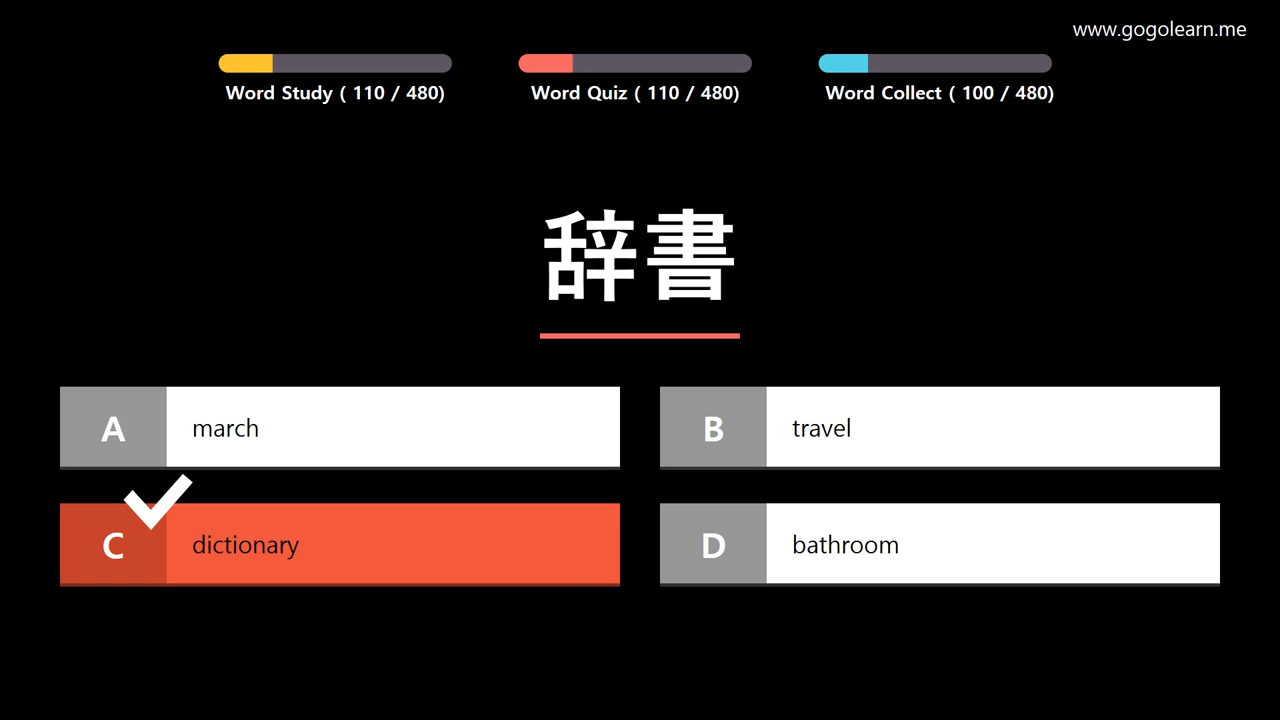 www.gogolearn.me
Word Study ( 110 / 480)
Word Quiz ( 110 / 480)
Word Collect ( 100 / 480)
辞書
A march
B travel
C dictionary
D bathroom